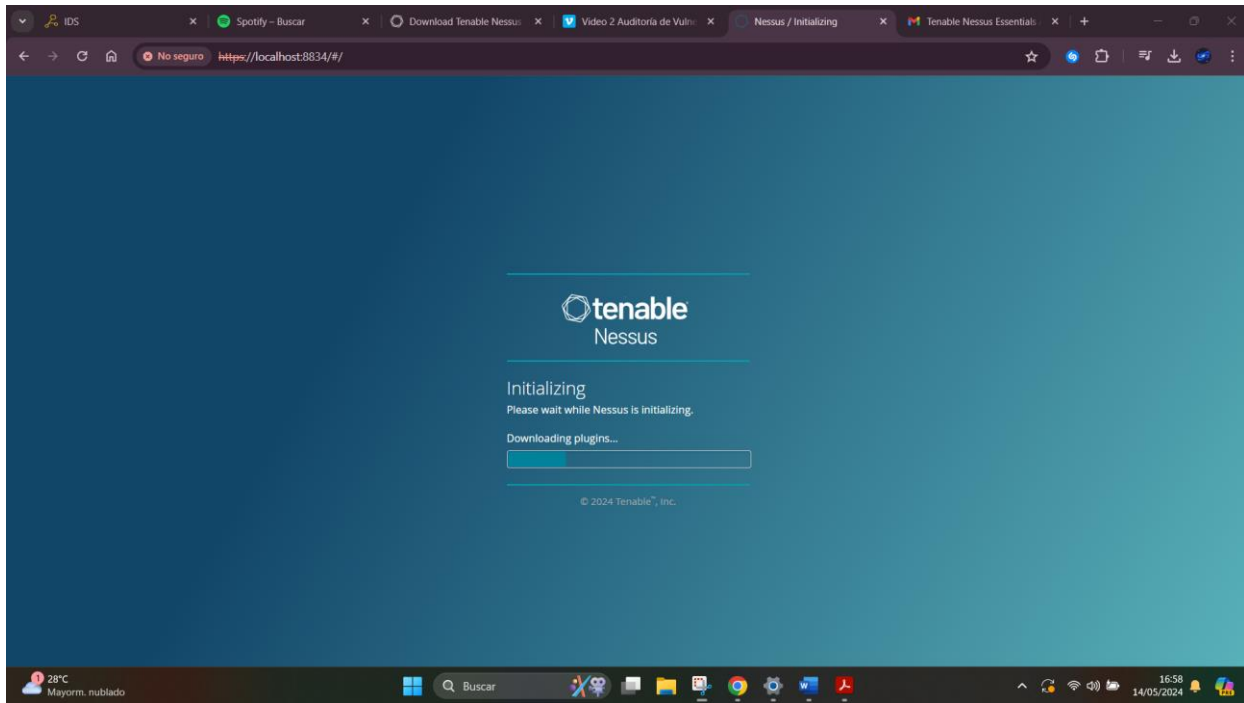 IDS
Spotify – Buscar
Download Tenable Nessus
Video 2 Auditoría de Vulne
Nessus / Initializing
Tenable Nessus Essentials
No seguro https://localhost:8834/#/
tenable
Nessus
Initializing
Please wait while Nessus is initializing.
Downloading plugins...
© 2024 Tenable™, Inc.
1
28°C
Mayorm. nublado
Buscar
16:58
14/05/2024